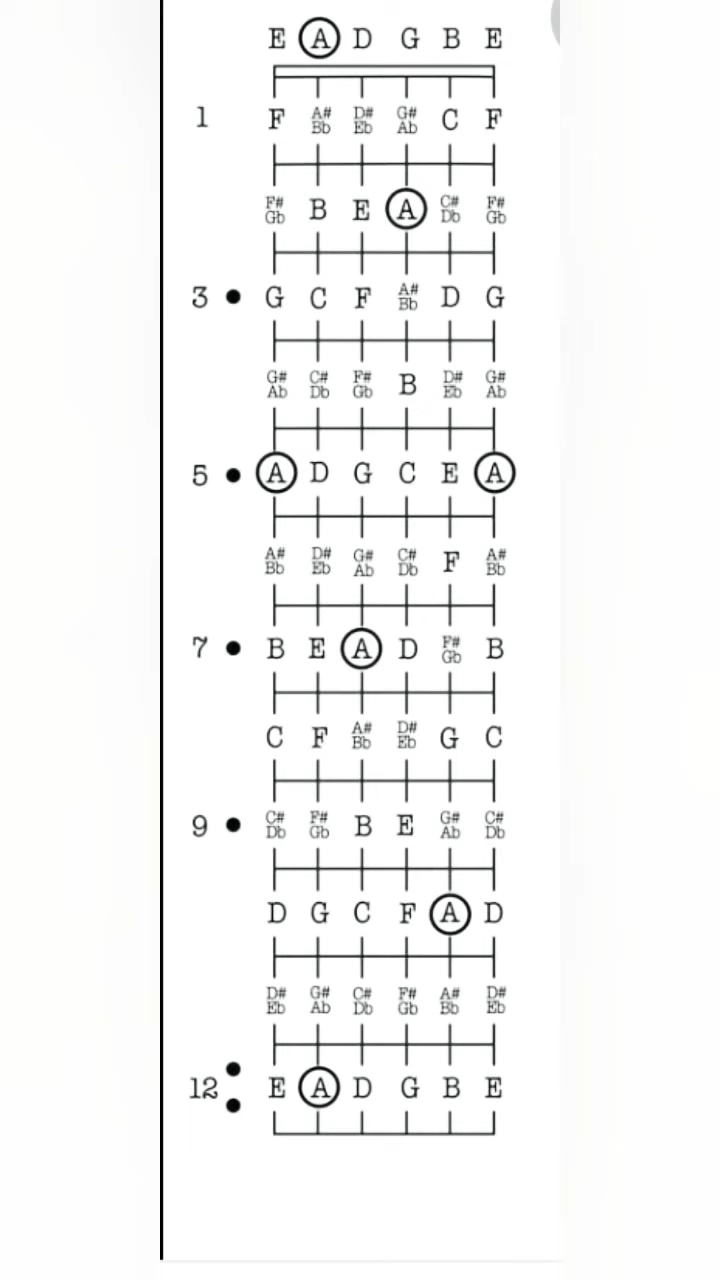 E A D G B E
1 F A# D# G# C F
Bb Eb Ab
F# B E A C# F#
Gb Db Gb
3 G C F A# D G
Bb
G# C# F# B D# G#
Ab Db Gb Eb Ab
5 A D G C E A
A# D# G# C# F A#
Bb Eb Ab Db Bb
7 B E A D F# B
Gb
C F A# D# G C
Bb Eb
9 C# F# B E G# C#
Db Gb Ab Db
D G C F A D
D# G# C# F# A# D#
Eb Ab Db Gb Bb Eb
12 E A D G B E